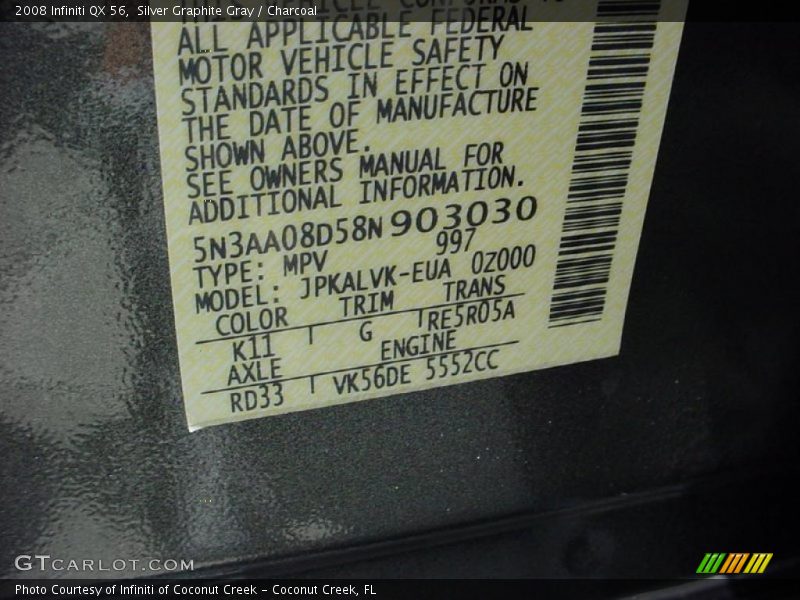 2008 Infiniti QX 56, Silver Graphite Gray / Charcoal
ALL APPLICABLE FEDERAL
MOTOR VEHICLE SAFETY
STANDARDS IN EFFECT ON
THE DATE OF MANUFACTURE
SHOWN ABOVE.
SEE OWNERS MANUAL FOR
ADDITIONAL INFORMATION.
5N3AA08D58N903030
TYPE: MPV 997
MODEL: JPKALVK-EUA 0Z000
COLOR TRIM TRANS
K11 G RE5R05A
AXLE ENGINE
RD33 VK56DE 5552CC
GTCARLOT.COM
Photo Courtesy of Infiniti of Coconut Creek - Coconut Creek, FL